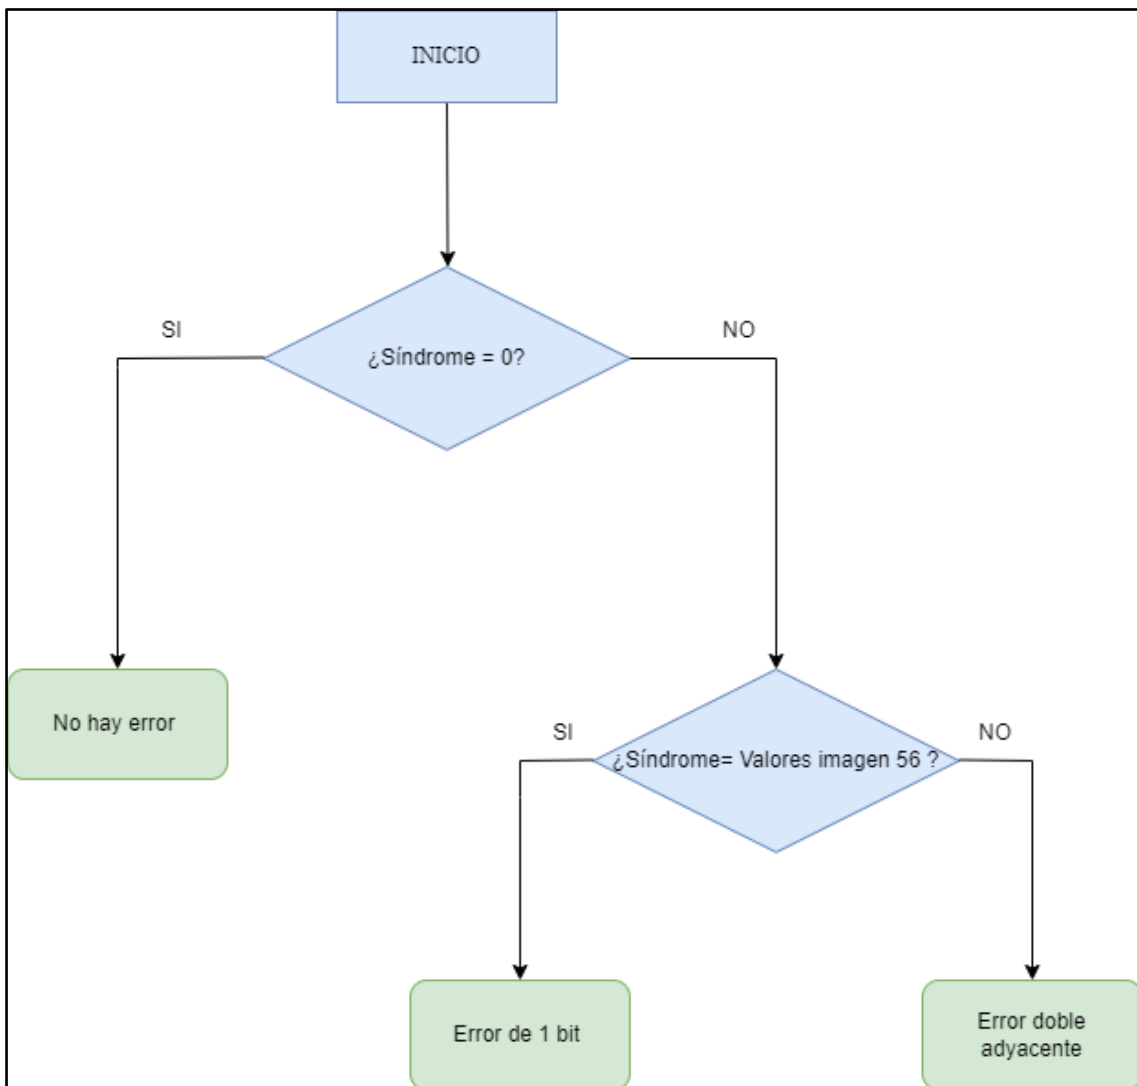 INICIO
SI
NO
¿Síndrome = 0?
No hay error
SI
NO
¿Síndrome= Valores imagen 56 ?
Error de 1 bit
Error doble
adyacente